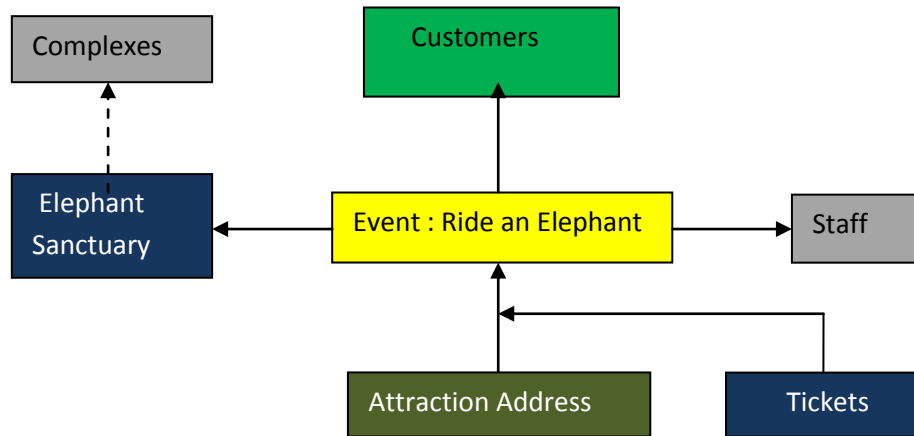 Complexes
Customers
Elephant
Sanctuary
Event : Ride an Elephant
Staff
Attraction Address
Tickets